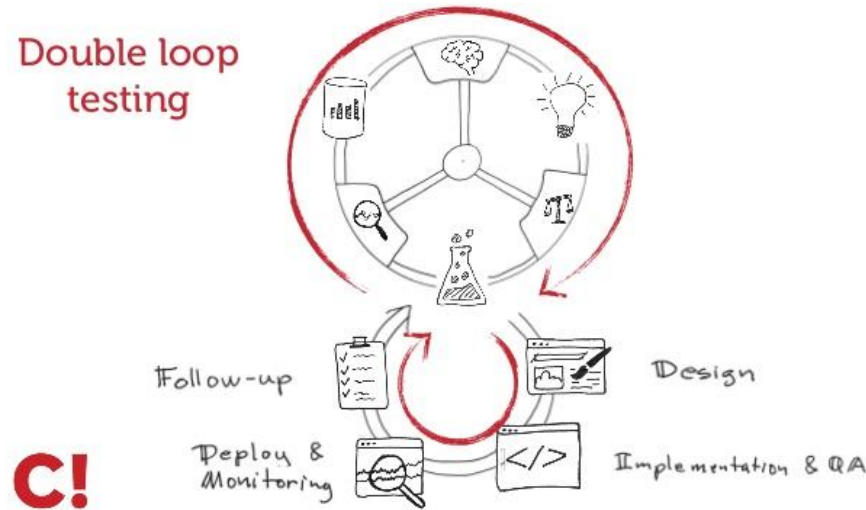 Double loop
testing
Follow-up
Design
Deploy &
Monitoring
</>
Implementation & QA
C!